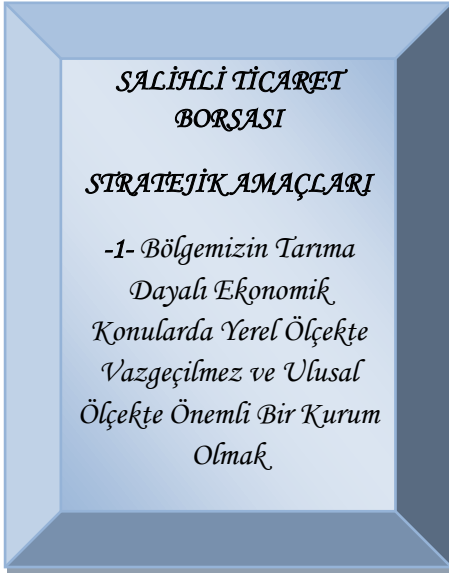 SALİHLİ TİCARET
BORSASI
STRATEJİK AMAÇLARI
-1- Bölgemizin Tarıma
Dayalı Ekonomik
Konularda Yerel Ölçekte
Vazgeçilmez ve Ulusal
Ölçekte Önemli Bir Kurum
Olmak